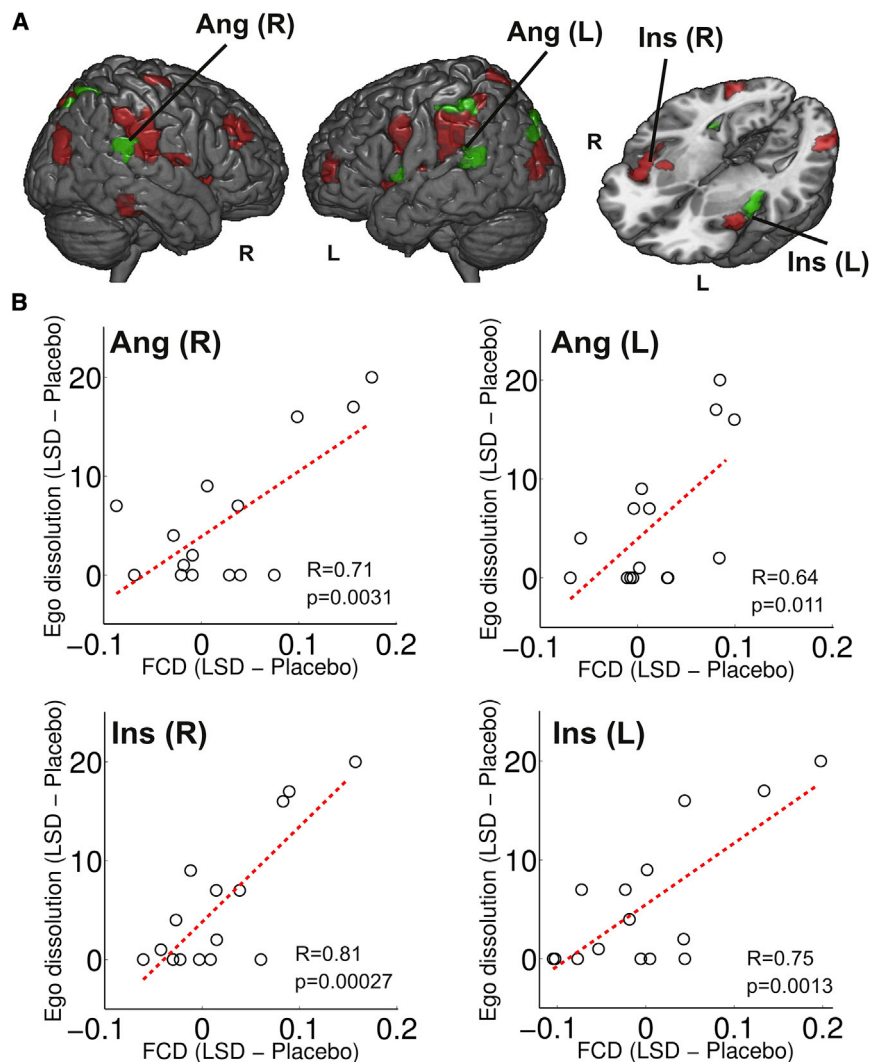 A
Ang (R)
Ang (L)
Ins (R)
R
R
L
Ins (L)
L
B
Ang (R)
Ego dissolution (LSD – Placebo)
20
10
0
R=0.71
p=0.0031
−0.1 0 0.1 0.2
FCD (LSD – Placebo)
Ang (L)
Ego dissolution (LSD – Placebo)
20
10
0
R=0.64
p=0.011
−0.1 0 0.1 0.2
FCD (LSD – Placebo)
Ins (R)
Ego dissolution (LSD – Placebo)
20
10
0
R=0.81
p=0.00027
−0.1 0 0.1 0.2
FCD (LSD – Placebo)
Ins (L)
Ego dissolution (LSD – Placebo)
20
10
0
R=0.75
p=0.0013
−0.1 0 0.1 0.2
FCD (LSD – Placebo)